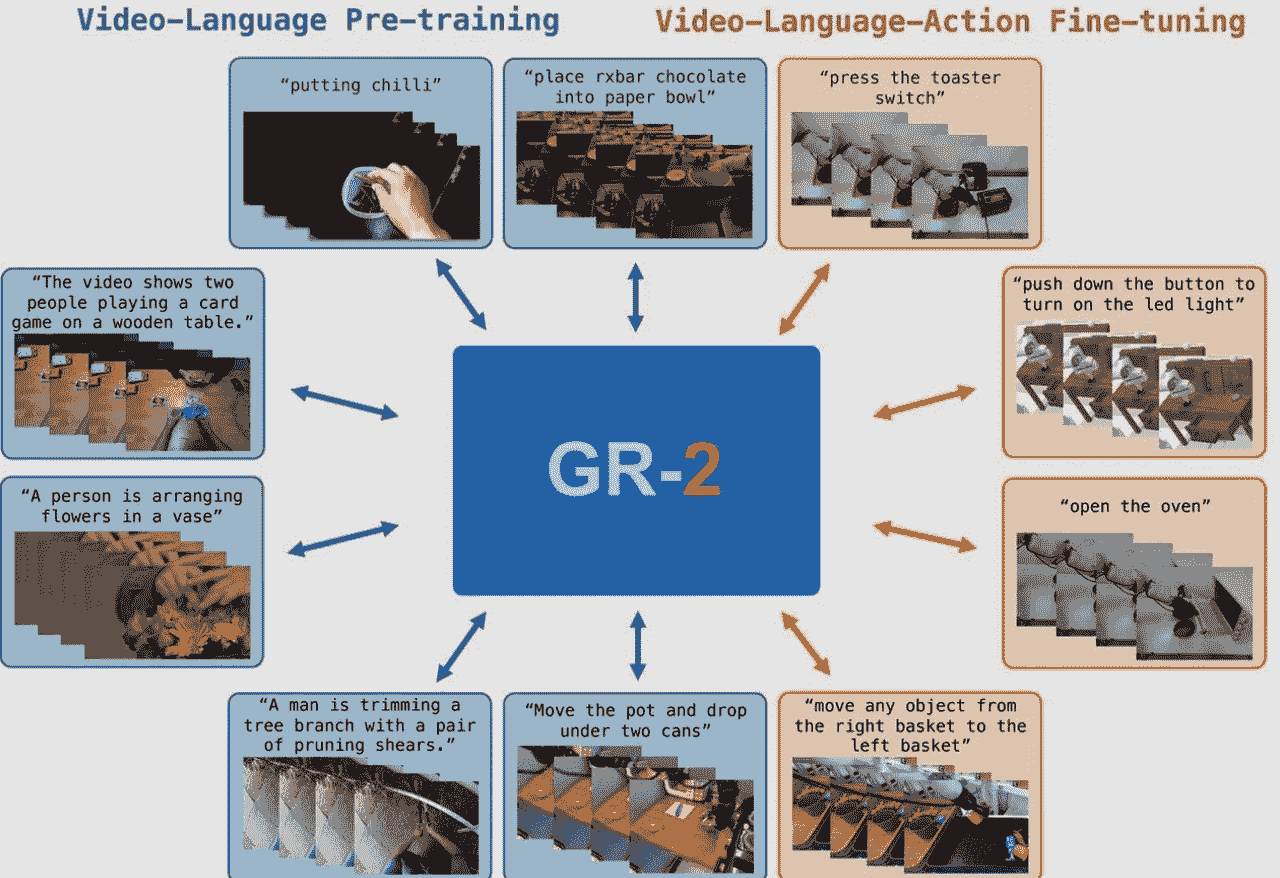 Video-Language Pre-training
Video-Language-Action Fine-tuning
“putting chilli”
“place rxbar chocolate
into paper bowl”
“press the toaster
switch”
“The video shows two
people playing a card
game on a wooden table.”
“push down the button to
turn on the led light”
GR-2
“A person is arranging
flowers in a vase”
“open the oven”
“A man is trimming a
tree branch with a pair
of pruning shears.”
“Move the pot and drop
under two cans”
“move any object from
the right basket to the
left basket”